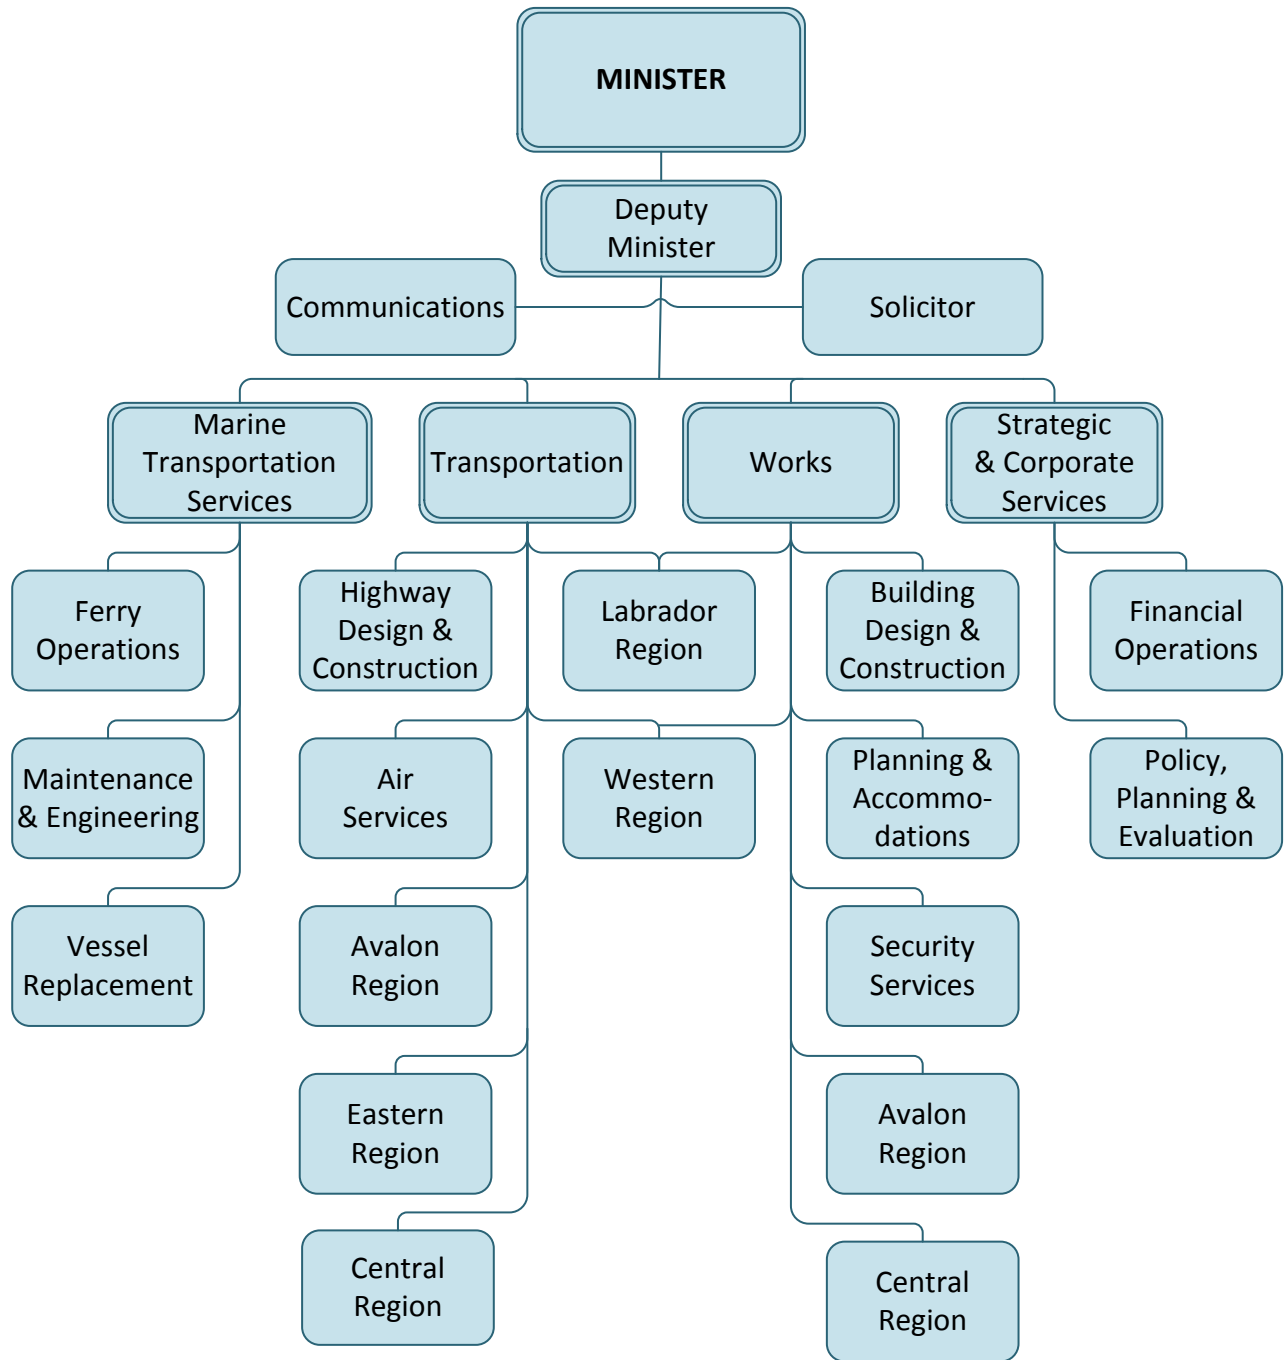 MINISTER
Deputy
Minister
Communications
Solicitor
Marine
Transportation
Services
Transportation
Works
Strategic
& Corporate
Services
Ferry
Operations
Highway
Design &
Construction
Labrador
Region
Building
Design &
Construction
Financial
Operations
Maintenance
& Engineering
Air
Services
Western
Region
Planning &
Accommo-
dations
Policy,
Planning &
Evaluation
Vessel
Replacement
Avalon
Region
Security
Services
Eastern
Region
Avalon
Region
Central
Region
Central
Region